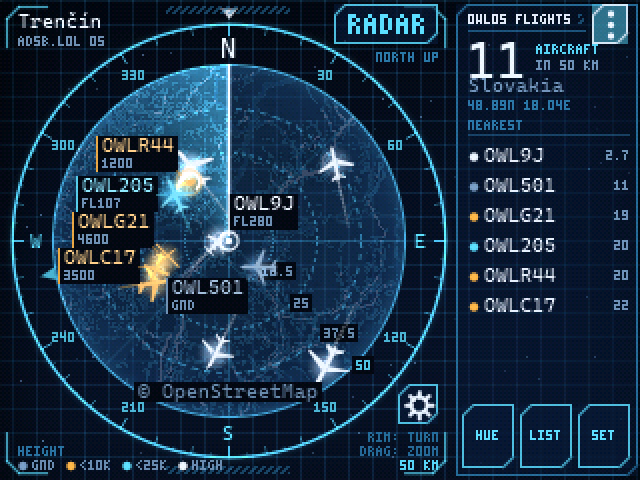 Trenčín
ADSB.LOL OS
RADAR
NORTH UP
N
30
60
E
120
150
S
210
240
W
300
330
OWLR44
1200
OWL205
FL107
OWLG21
4600
OWLC17
3500
OWL9J
FL280
OWL501
GND
25
37.5
50
© OpenStreetMap
HEIGHT
GND
<10K
<25K
HIGH
RIM: TURN
DRAG: ZOOM
50 KM
OWLOS FLIGHTS
11
AIRCRAFT
IN 50 KM
Slovakia
48.89N 18.04E
NEAREST
OWL9J 2.7
OWL501 11
OWLG21 19
OWL205 20
OWLR44 20
OWLC17 22
HUE
LIST
SET